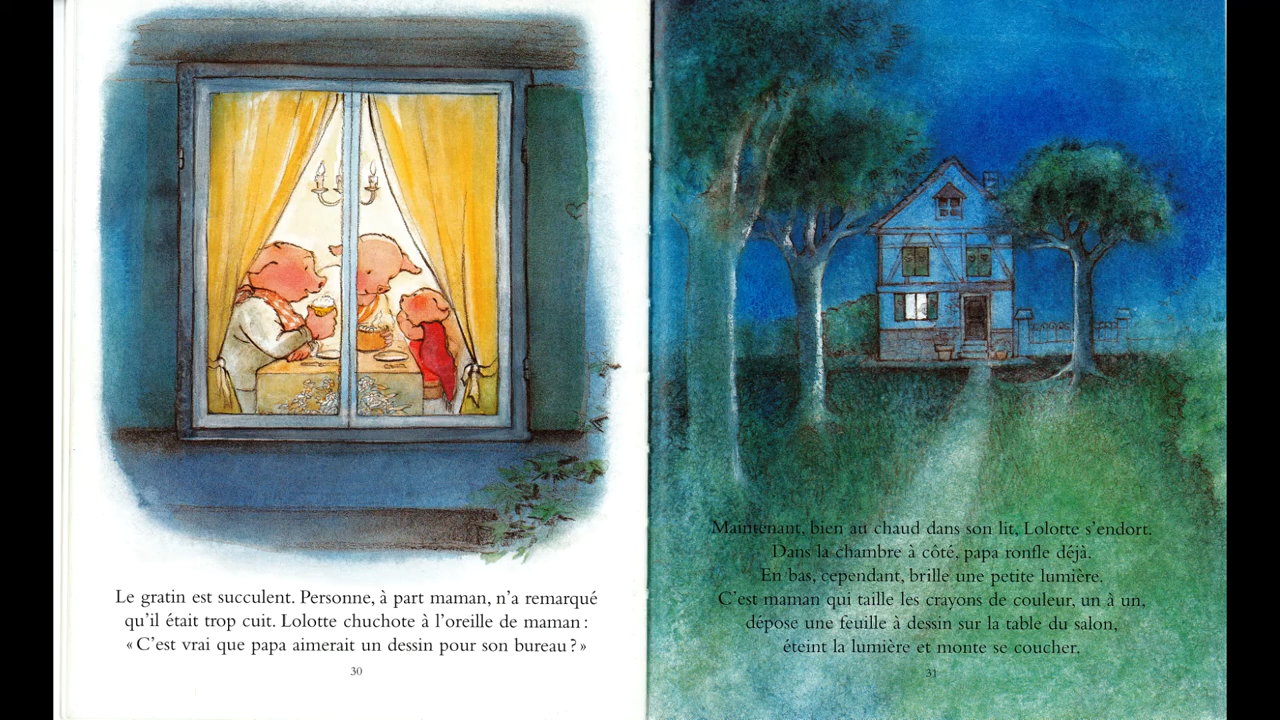 Le gratin est succulent. Personne, à part maman, n'a remarqué
qu'il était trop cuit. Lolotte chuchote à l'oreille de maman :
« C'est vrai que papa aimerait un dessin pour son bureau ? »
30
Maintenant, bien au chaud dans son lit, Lolotte s'endort.
Dans la chambre à côté, papa ronfle déjà.
En bas, cependant, brille une petite lumière.
C'est maman qui taille les crayons de couleur, un à un,
dépose une feuille à dessin sur la table du salon,
éteint la lumière et monte se coucher.
31